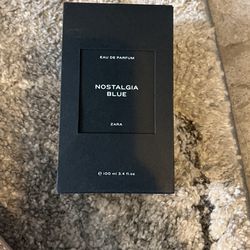 EAU DE PARFUM
NOSTALGIA
BLUE
ZARA
℮ 100 ml 3.4 fl oz